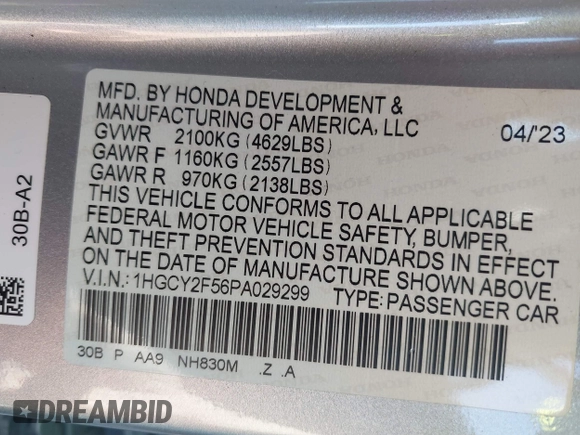 MFD. BY HONDA DEVELOPMENT &
MANUFACTURING OF AMERICA, LLC
GVWR 2100KG (4629LBS) 04/'23
GAWR F 1160KG (2557LBS)
GAWR R 970KG (2138LBS)
THIS VEHICLE CONFORMS TO ALL APPLICABLE
FEDERAL MOTOR VEHICLE SAFETY, BUMPER,
AND THEFT PREVENTION STANDARDS IN EFFECT
ON THE DATE OF MANUFACTURE SHOWN ABOVE.
V.I.N.: 1HGCY2F56PA029299 TYPE: PASSENGER CAR
30B P AA9 NH830M .Z .A
30B-A2
DREAMBID